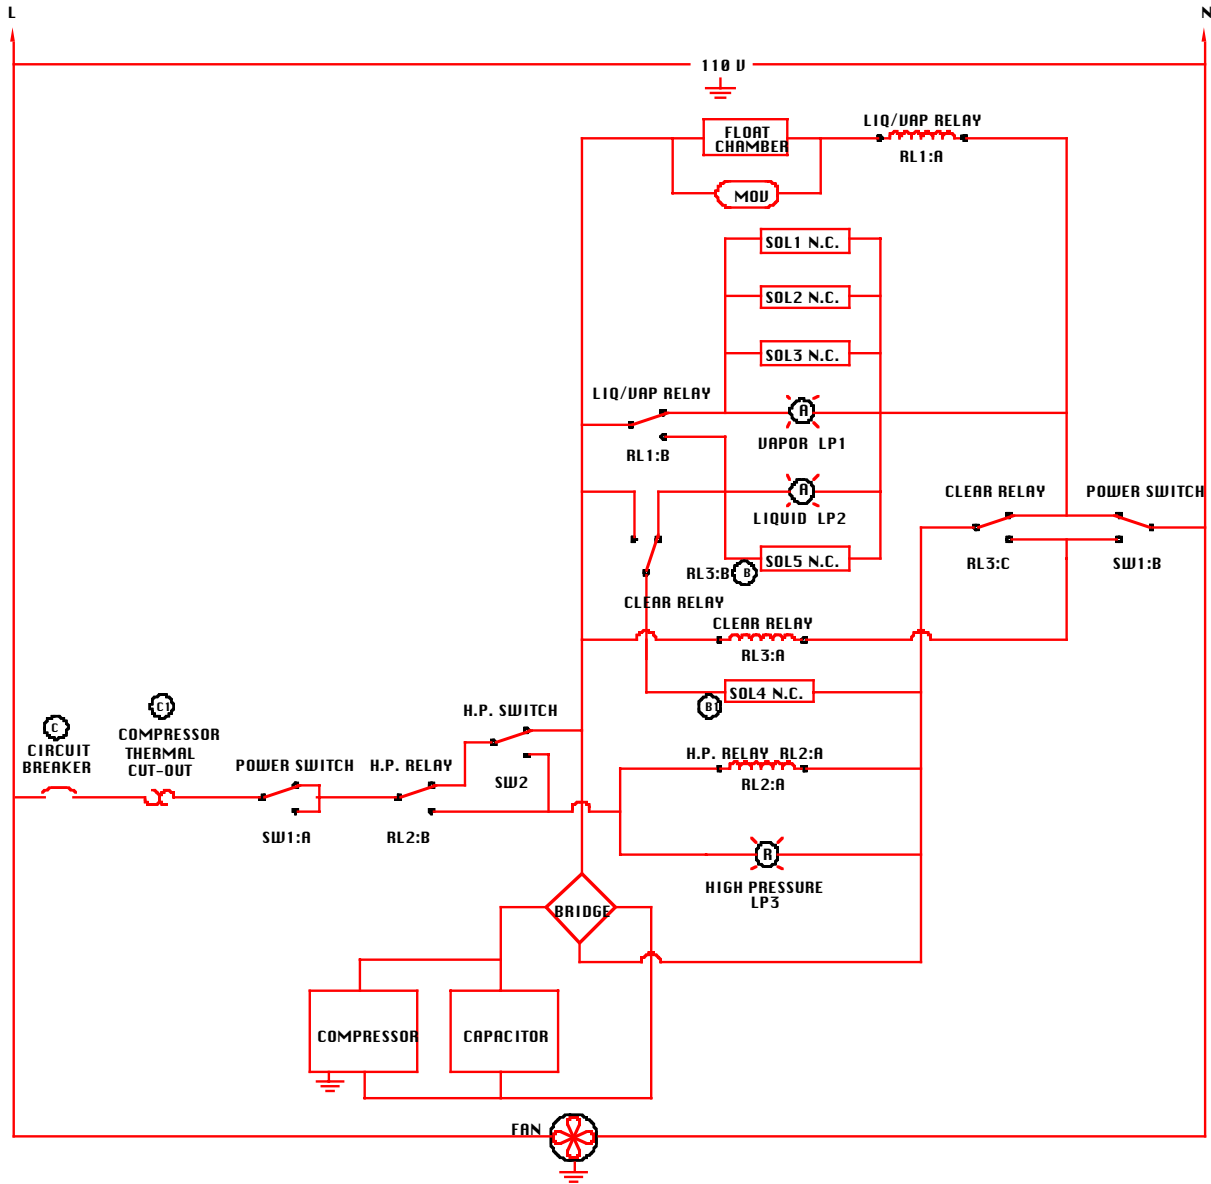 L
N
110 V
LIQ/VAP RELAY
FLOAT
CHAMBER
RL1:A
MOV
SOL1 N.C.
SOL2 N.C.
SOL3 N.C.
LIQ/VAP RELAY
A
VAPOR LP1
RL1:B
A
LIQUID LP2
CLEAR RELAY
POWER SWITCH
SOL5 N.C.
RL3:B
B
RL3:C
SW1:B
CLEAR RELAY
CLEAR RELAY
RL3:A
SOL4 N.C.
B1
C1
H.P. SWITCH
C
CIRCUIT
BREAKER
COMPRESSOR
THERMAL
CUT-OUT
POWER SWITCH
H.P. RELAY
H.P. RELAY RL2:A
SW2
RL2:A
SW1:A
RL2:B
R
HIGH PRESSURE
LP3
BRIDGE
COMPRESSOR
CAPACITOR
FAN